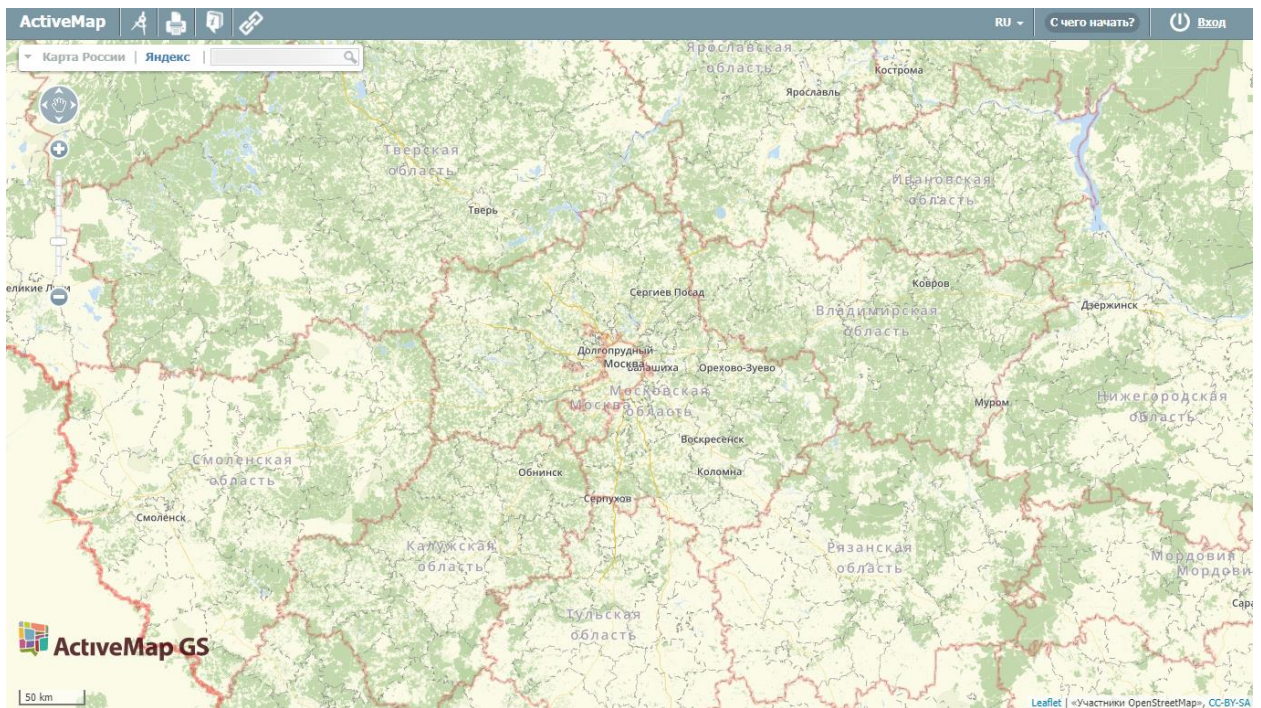 ActiveMap
RU
С чего начать?
Вход
Карта России | Яндекс |
Ярославская
область
Кострома
Ярославль
Тверская
область
Ивановская
область
Тверь
Ковров
Сергиев Посад
Дзержинск
Владимирская
область
Долгопрудный
Москва
Балашиха
Орехово-Зуево
Московская
область
Москва
Муром
Нижегородская
область
Воскресенск
Смоленская
область
Обнинск
Коломна
Серпухов
Смоленск
Калужская
область
Рязанская
область
Мордовия
Мордови
Тульская
область
Сара
ActiveMap GS
50 km
Leaflet | «Участники OpenStreetMap», CC-BY-SA